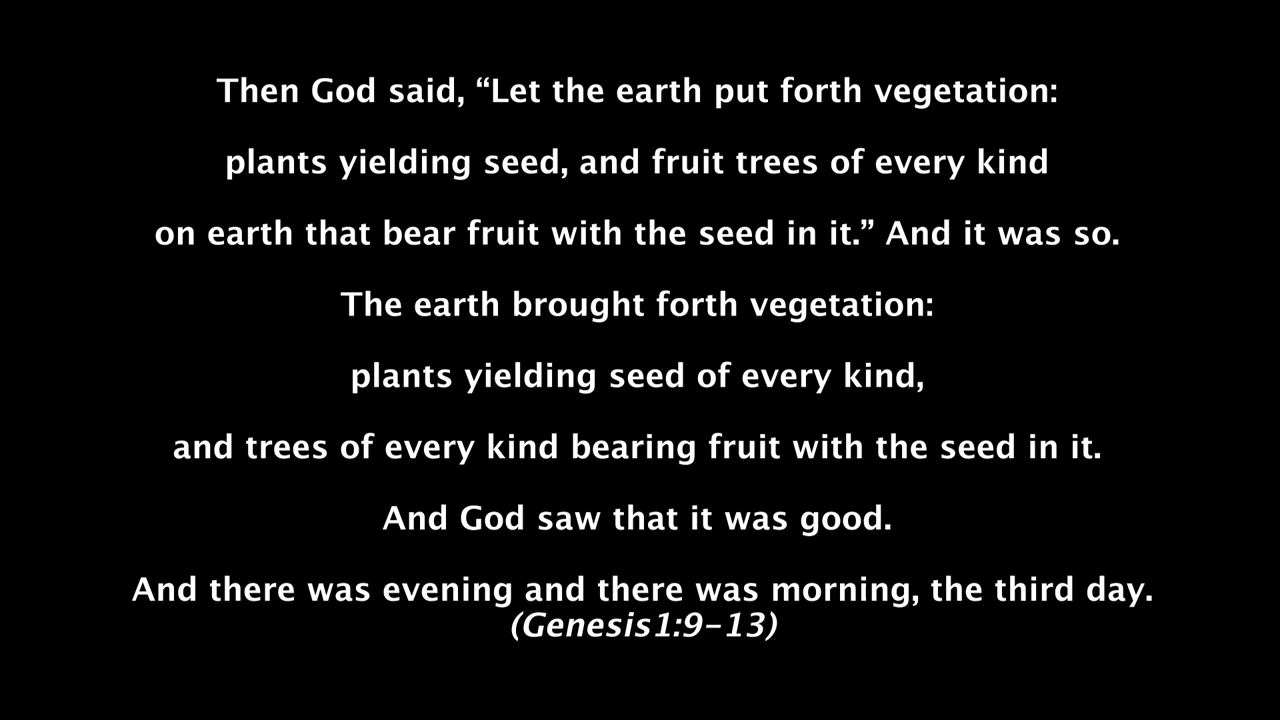 Then God said, “Let the earth put forth vegetation:
plants yielding seed, and fruit trees of every kind
on earth that bear fruit with the seed in it.” And it was so.
The earth brought forth vegetation:
plants yielding seed of every kind,
and trees of every kind bearing fruit with the seed in it.
And God saw that it was good.
And there was evening and there was morning, the third day.
(Genesis1:9–13)